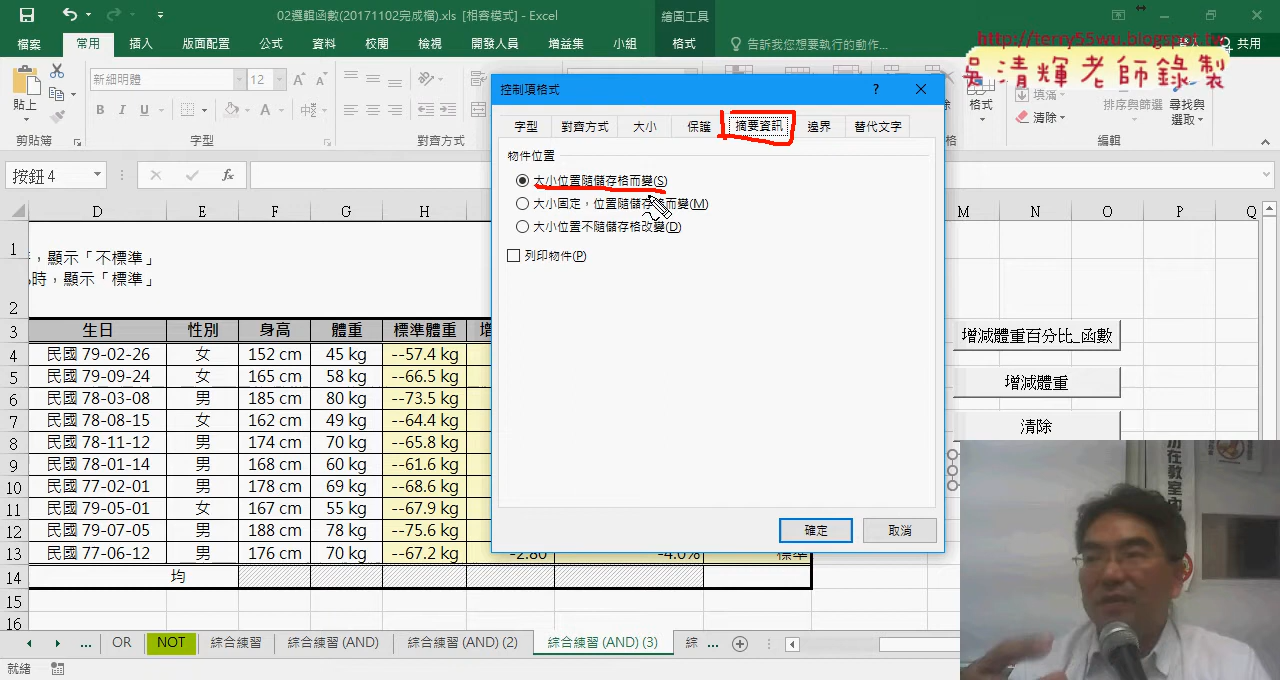 02邏輯函數(20171102完成檔).xls [相容模式] - Excel
繪圖工具
檔案 常用 插入 版面配置 公式 資料 校閱 檢視 開發人員 增益集 小組 格式 告訴我您想要執行的動作... 共用
http://terry55wu.blogspot.tw
吳清輝老師錄製
貼上
新細明體 12
B I U
格式
填滿
清除
排序與篩選 尋找與
選取
剪貼簿 字型 對齊方式 編輯
按鈕 4
fx
控制項格式
字型 對齊方式 大小 保護 摘要資訊 邊界 替代文字
物件位置
大小位置隨儲存格而變(S)
大小固定，位置隨儲存格而變(M)
大小位置不隨儲存格改變(D)
列印物件(P)
確定 取消
D E F G H M N O P Q
1 ，顯示「不標準」
時，顯示「標準」
2
3 生日 性別 身高 體重 標準體重 增
4 民國 79-02-26 女 152 cm 45 kg --57.4 kg
5 民國 79-09-24 女 165 cm 58 kg --66.5 kg
6 民國 78-03-08 男 185 cm 80 kg --73.5 kg
7 民國 78-08-15 女 162 cm 49 kg --64.4 kg
8 民國 78-11-12 男 174 cm 70 kg --65.8 kg
9 民國 78-01-14 男 168 cm 60 kg --61.6 kg
10 民國 77-02-01 男 178 cm 69 kg --68.6 kg
11 民國 79-05-01 女 167 cm 55 kg --67.9 kg
12 民國 79-07-05 男 188 cm 78 kg --75.6 kg
13 民國 77-06-12 男 176 cm 70 kg --67.2 kg -2.80 -4.0% 標準
14 均
15
16
增減體重百分比_函數
增減體重
清除
... OR NOT 綜合練習 綜合練習 (AND) 綜合練習 (AND) (2) 綜合練習 (AND) (3) 綜 ...
就緒